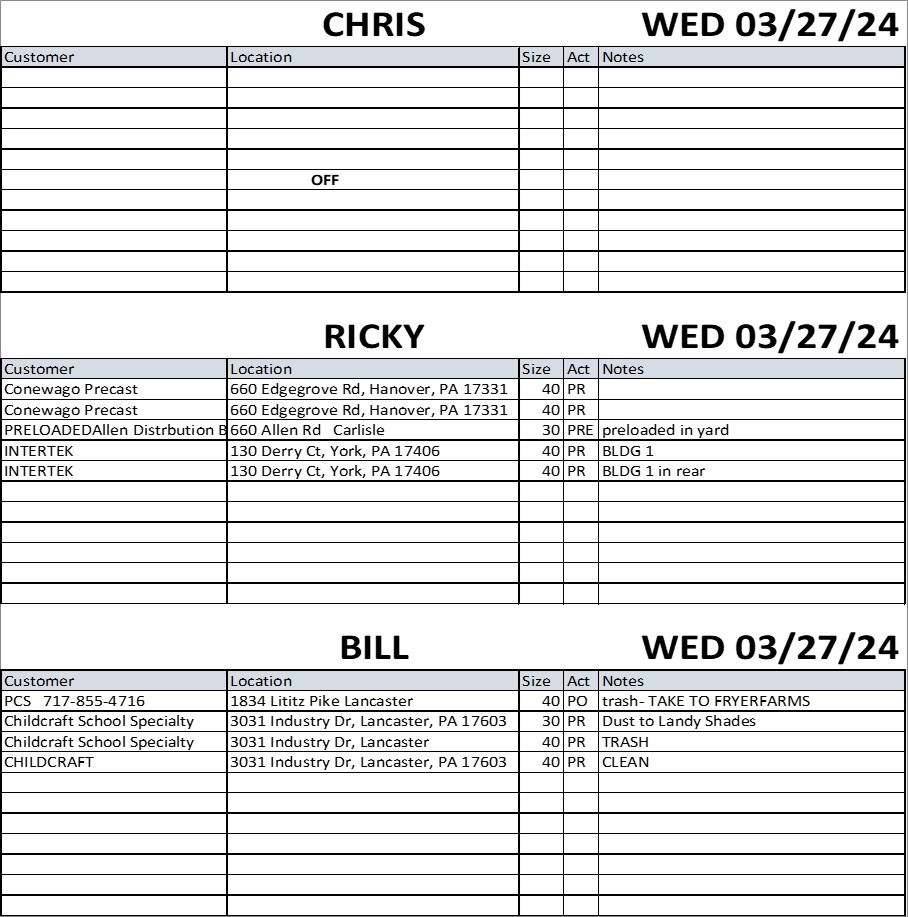 CHRIS WED 03/27/24
Customer Location Size Act Notes
OFF
RICKY WED 03/27/24
Customer Location Size Act Notes
Conewago Precast 660 Edgegrove Rd, Hanover, PA 17331 40 PR
Conewago Precast 660 Edgegrove Rd, Hanover, PA 17331 40 PR
PRELOADEDAllen Distrbution B 660 Allen Rd Carlisle 30 PRE preloaded in yard
INTERTEK 130 Derry Ct, York, PA 17406 40 PR BLDG 1
INTERTEK 130 Derry Ct, York, PA 17406 40 PR BLDG 1 in rear
BILL WED 03/27/24
Customer Location Size Act Notes
PCS 717-855-4716 1834 Lititz Pike Lancaster 40 PO trash- TAKE TO FRYERFARMS
Childcraft School Specialty 3031 Industry Dr, Lancaster, PA 17603 30 PR Dust to Landy Shades
Childcraft School Specialty 3031 Industry Dr, Lancaster 40 PR TRASH
CHILDCRAFT 3031 Industry Dr, Lancaster, PA 17603 40 PR CLEAN